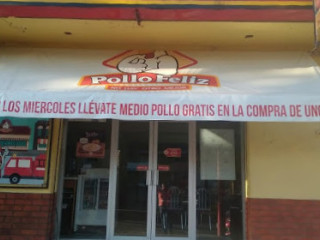 Pollo Feliz
LOS MIERCOLES LLÉVATE MEDIO POLLO GRATIS EN LA COMPRA DE UNO